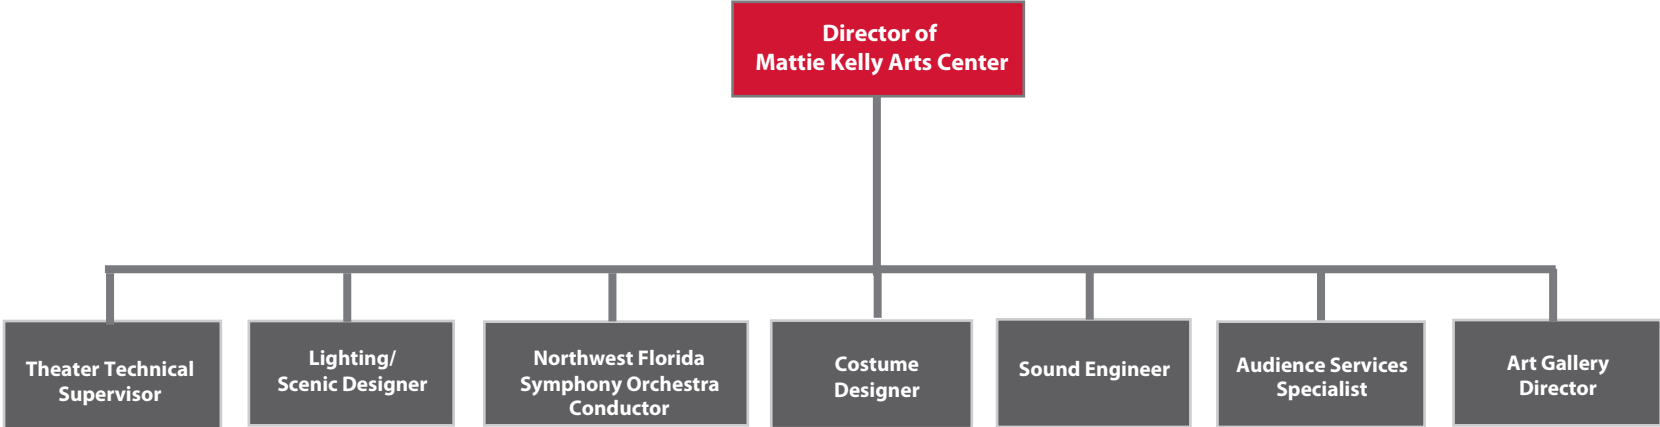 Director of
Mattie Kelly Arts Center
Theater Technical
Supervisor
Lighting/
Scenic Designer
Northwest Florida
Symphony Orchestra
Conductor
Costume
Designer
Sound Engineer
Audience Services
Specialist
Art Gallery
Director